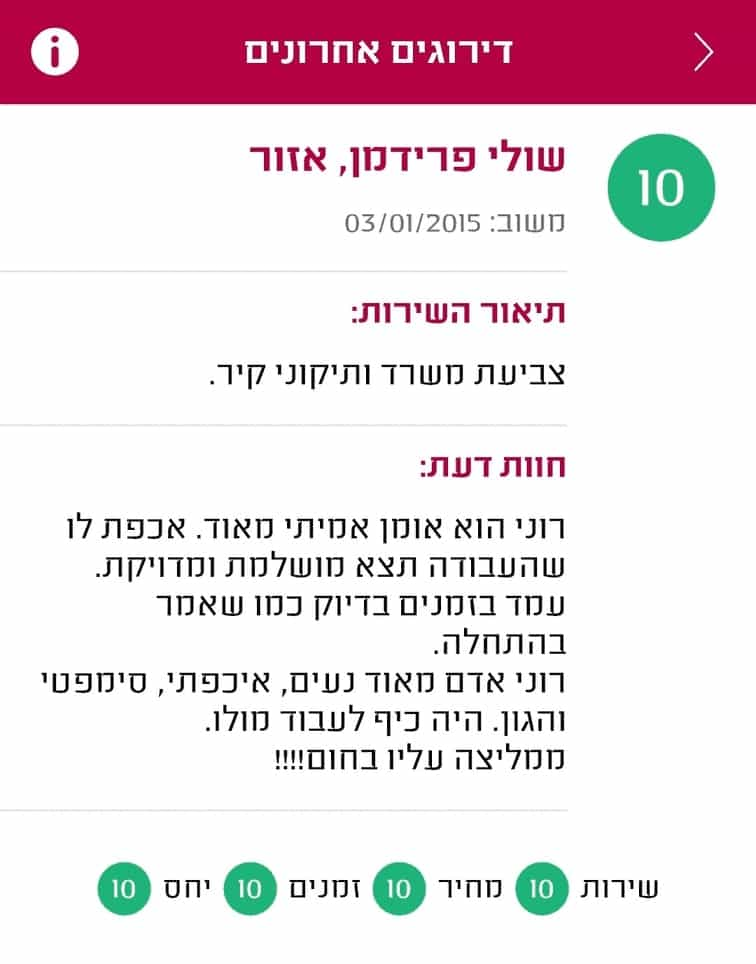 דירוגים אחרונים
10
שולי פרידמן, אזור
משוב: 03/01/2015
תיאור השירות:
צביעת משרד ותיקוני קיר.
חוות דעת:
רוני הוא אומן אמיתי מאוד. אכפת לו
שהעבודה תצא מושלמת ומדויקת.
עמד בזמנים בדיוק כמו שאמר
בהתחלה.
רוני אדם מאוד נעים, איכפתי, סימפטי
והגון. היה כיף לעבוד מולו.
ממליצה עליו בחום!!!!
שירות 10 מחיר 10 זמנים 10 יחס 10